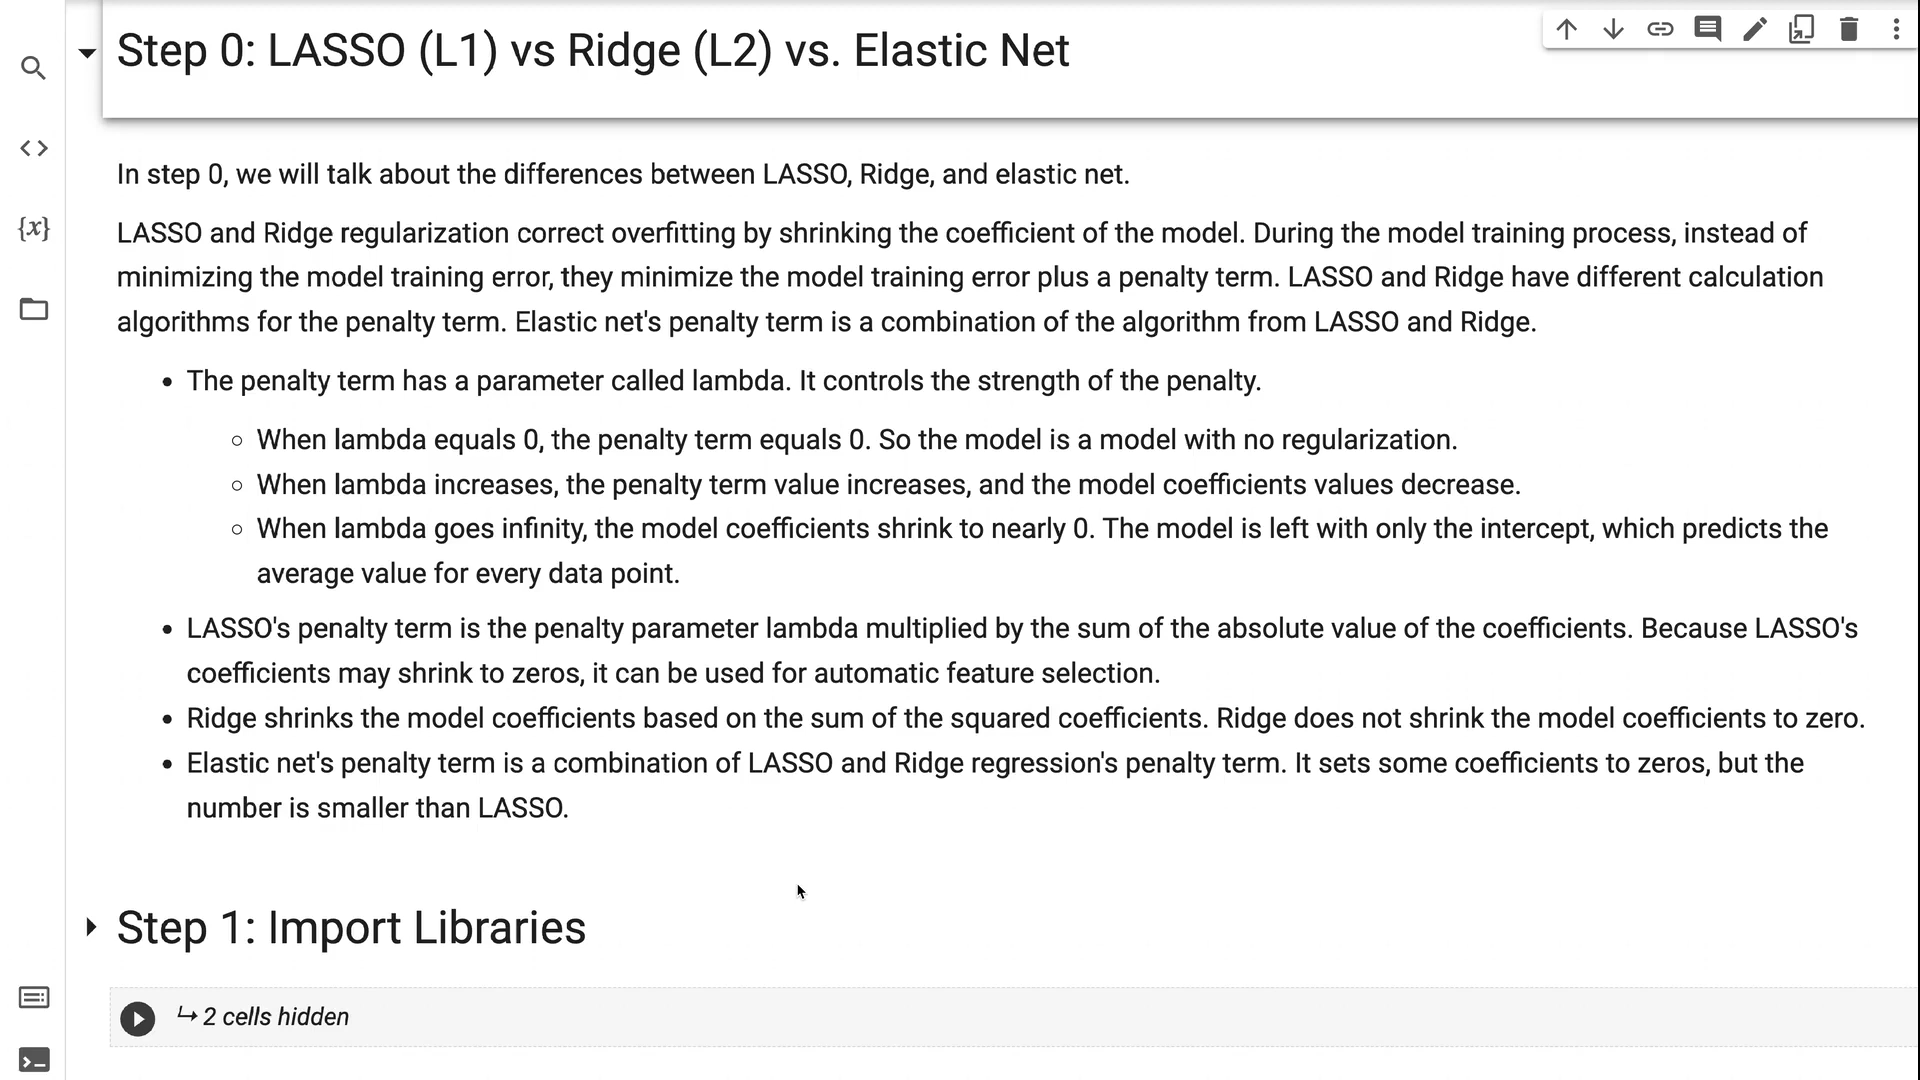 Step 0: LASSO (L1) vs Ridge (L2) vs. Elastic Net
In step 0, we will talk about the differences between LASSO, Ridge, and elastic net.
LASSO and Ridge regularization correct overfitting by shrinking the coefficient of the model. During the model training process, instead of
minimizing the model training error, they minimize the model training error plus a penalty term. LASSO and Ridge have different calculation
algorithms for the penalty term. Elastic net's penalty term is a combination of the algorithm from LASSO and Ridge.
• The penalty term has a parameter called lambda. It controls the strength of the penalty.
○ When lambda equals 0, the penalty term equals 0. So the model is a model with no regularization.
○ When lambda increases, the penalty term value increases, and the model coefficients values decrease.
○ When lambda goes infinity, the model coefficients shrink to nearly 0. The model is left with only the intercept, which predicts the
average value for every data point.
• LASSO's penalty term is the penalty parameter lambda multiplied by the sum of the absolute value of the coefficients. Because LASSO's
coefficients may shrink to zeros, it can be used for automatic feature selection.
• Ridge shrinks the model coefficients based on the sum of the squared coefficients. Ridge does not shrink the model coefficients to zero.
• Elastic net's penalty term is a combination of LASSO and Ridge regression's penalty term. It sets some coefficients to zeros, but the
number is smaller than LASSO.
Step 1: Import Libraries
↳ 2 cells hidden
{x}